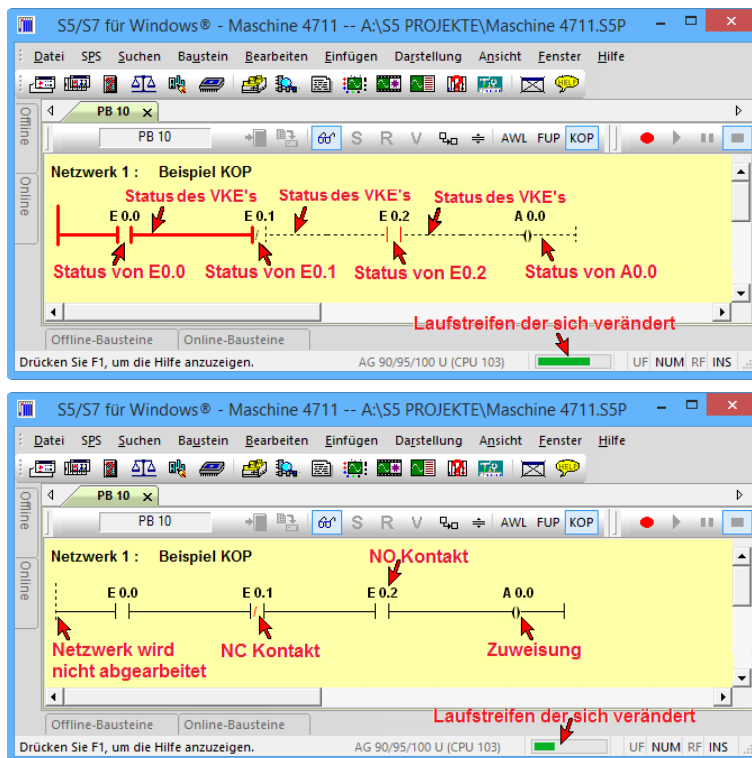 S5/S7 für Windows® - Maschine 4711 -- A:\S5 PROJEKTE\Maschine 4711.S5P
Datei SPS Suchen Baustein Bearbeiten Einfügen Darstellung Ansicht Fenster Hilfe
HELP
Offline
Online
PB 10 x
PB 10 S R V AWL FUP KOP
Netzwerk 1 : Beispiel KOP
Status des VKE's Status des VKE's Status des VKE's
E 0.0 E 0.1 E 0.2 A 0.0
Status von E0.0 Status von E0.1 Status von E0.2 Status von A0.0
Laufstreifen der sich verändert
Offline-Bausteine Online-Bausteine
Drücken Sie F1, um die Hilfe anzuzeigen. AG 90/95/100 U (CPU 103) UF NUM RF INS
S5/S7 für Windows® - Maschine 4711 -- A:\S5 PROJEKTE\Maschine 4711.S5P
Datei SPS Suchen Baustein Bearbeiten Einfügen Darstellung Ansicht Fenster Hilfe
HELP
Offline
Online
PB 10 x
PB 10 S R V AWL FUP KOP
Netzwerk 1 : Beispiel KOP
NO Kontakt
E 0.0 E 0.1 E 0.2 A 0.0
Netzwerk wird
nicht abgearbeitet
NC Kontakt
Zuweisung
Laufstreifen der sich verändert
Offline-Bausteine Online-Bausteine
Drücken Sie F1, um die Hilfe anzuzeigen. AG 90/95/100 U (CPU 103) UF NUM RF INS